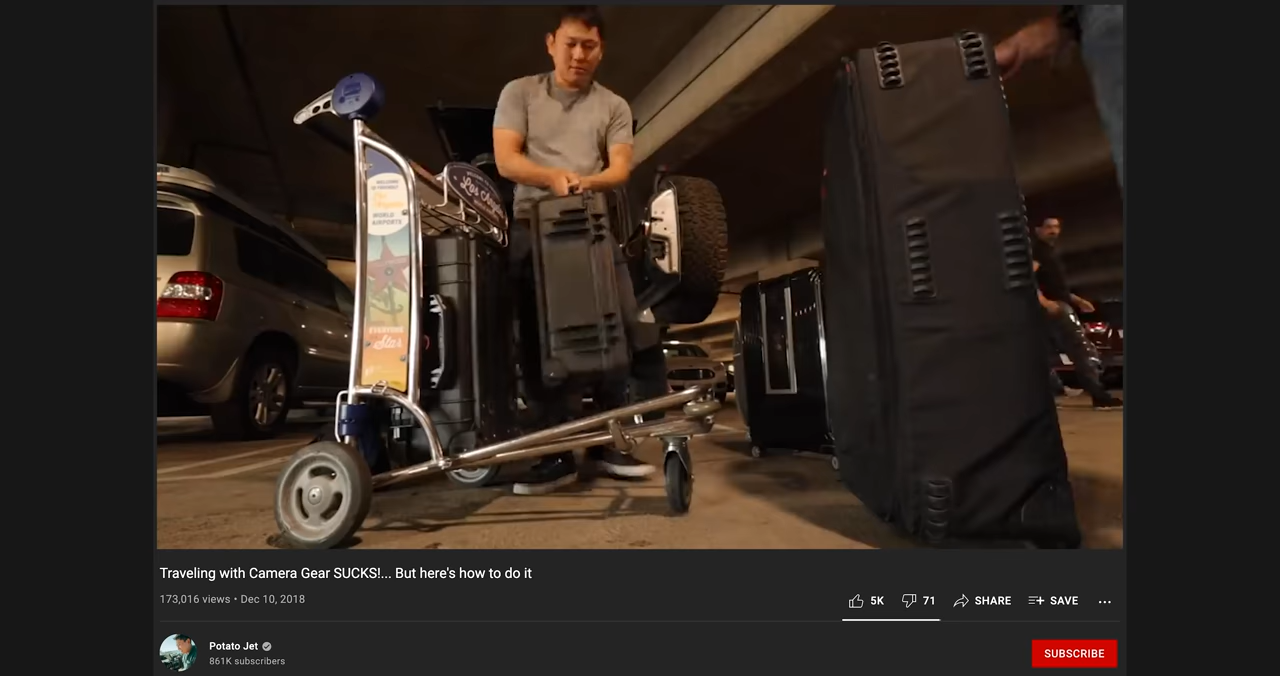 Los Angeles
WORLD
AIRPORTS
EVERYONE
Star
Traveling with Camera Gear SUCKS!... But here's how to do it
173,016 views • Dec 10, 2018
5K
71
SHARE
SAVE
Potato Jet
861K subscribers
SUBSCRIBE